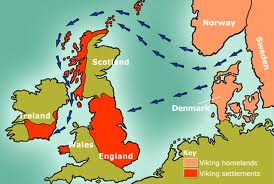 Norway
Sweden
Scotland
Ireland
Denmark
Wales
England
Key
Viking homelands
Viking settlements